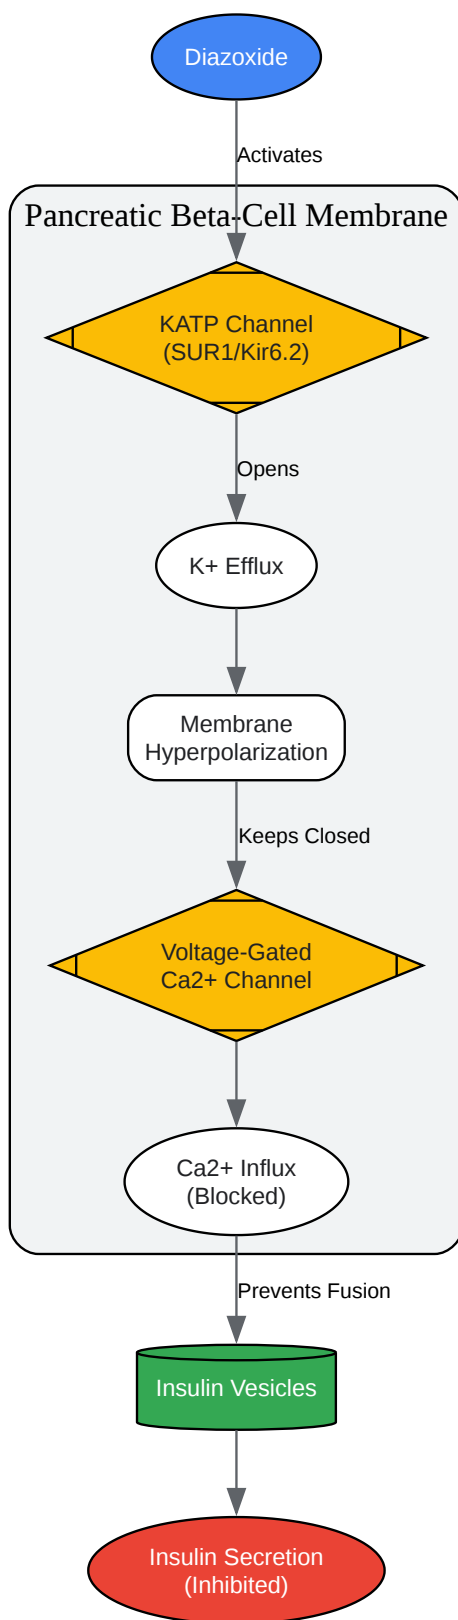 Diazoxide
Activates
Pancreatic Beta-Cell Membrane
KATP Channel
(SUR1/Kir6.2)
Opens
K+ Efflux
Membrane
Hyperpolarization
Keeps Closed
Voltage-Gated
Ca2+ Channel
Ca2+ Influx
(Blocked)
Prevents Fusion
Insulin Vesicles
Insulin Secretion
(Inhibited)